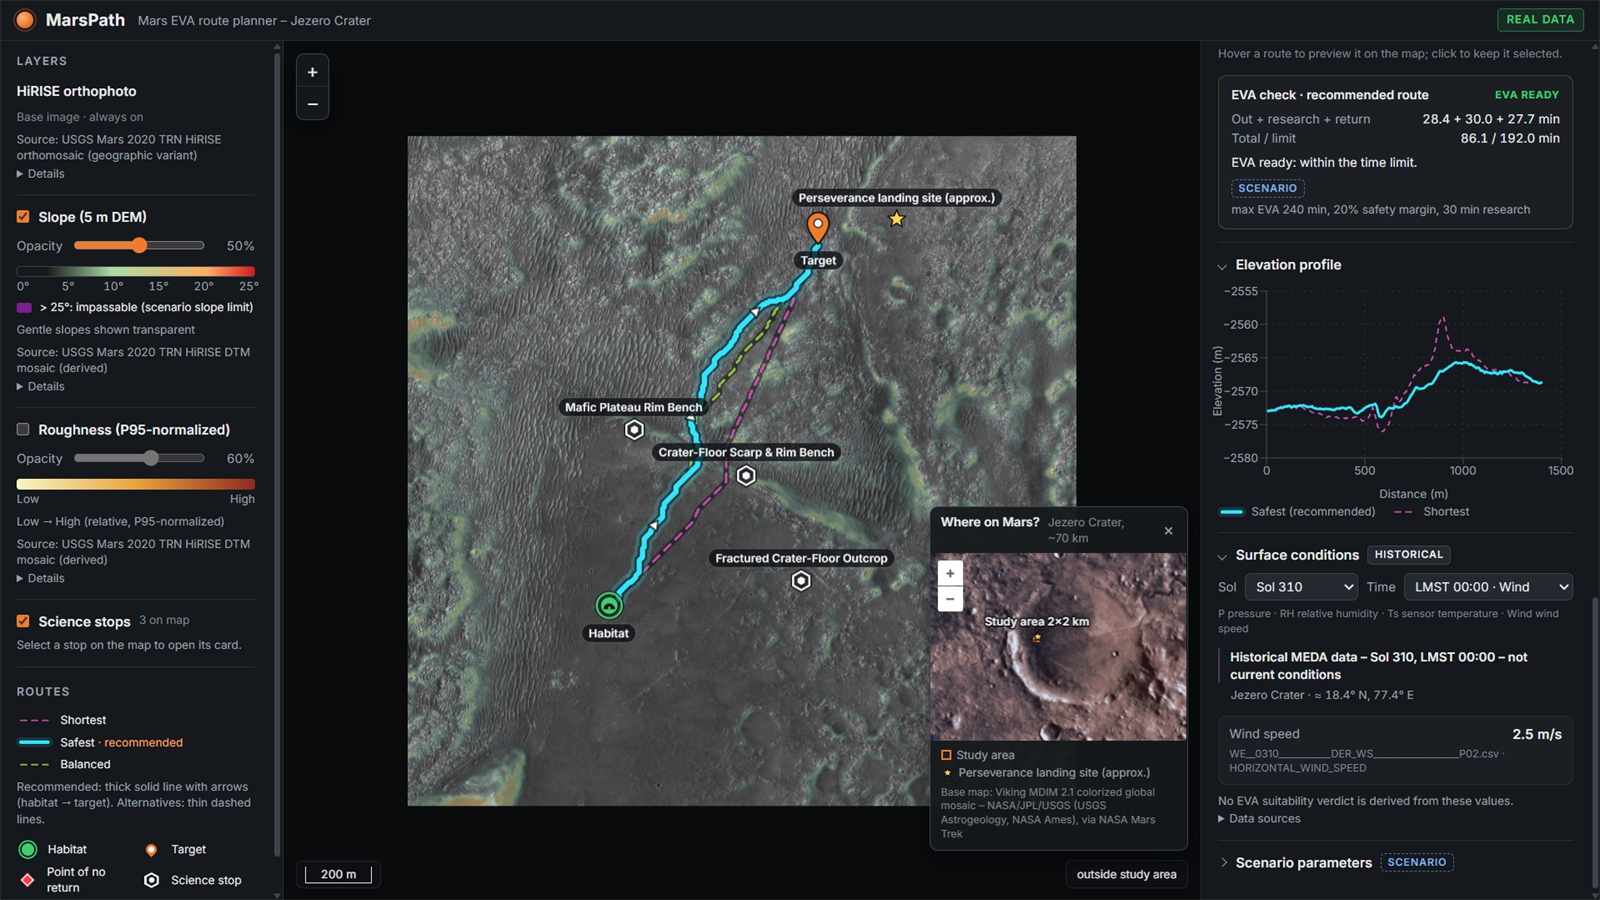 MarsPath
Mars EVA route planner – Jezero Crater
REAL DATA
LAYERS
HiRISE orthophoto
Base image · always on
Source: USGS Mars 2020 TRN HiRISE
orthomosaic (geographic variant)
Details
Slope (5 m DEM)
Opacity 50%
0° 5° 10° 15° 20° 25°
> 25°: impassable (scenario slope limit)
Gentle slopes shown transparent
Source: USGS Mars 2020 TRN HiRISE DTM
mosaic (derived)
Details
Roughness (P95-normalized)
Opacity 60%
Low High
Low → High (relative, P95-normalized)
Source: USGS Mars 2020 TRN HiRISE DTM
mosaic (derived)
Details
Science stops 3 on map
Select a stop on the map to open its card.
ROUTES
Shortest
Safest · recommended
Balanced
Recommended: thick solid line with arrows
(habitat → target). Alternatives: thin dashed
lines.
Habitat Target
Point of no
return
Science stop
+
−
Perseverance landing site (approx.)
Target
Mafic Plateau Rim Bench
Crater-Floor Scarp & Rim Bench
Fractured Crater-Floor Outcrop
Habitat
200 m
Where on Mars? Jezero Crater,
~70 km
×
+
−
Study area 2×2 km
Study area
Perseverance landing site (approx.)
Base map: Viking MDIM 2.1 colorized global
mosaic – NASA/JPL/USGS (USGS
Astrogeology, NASA Ames), via NASA Mars
Trek
outside study area
Hover a route to preview it on the map; click to keep it selected.
EVA check · recommended route EVA READY
Out + research + return 28.4 + 30.0 + 27.7 min
Total / limit 86.1 / 192.0 min
EVA ready: within the time limit.
SCENARIO
max EVA 240 min, 20% safety margin, 30 min research
Elevation profile
Elevation (m)
−2555
−2560
−2565
−2570
−2575
−2580
0 500 1000 1500
Distance (m)
Safest (recommended) Shortest
Surface conditions HISTORICAL
Sol Sol 310 Time LMST 00:00 · Wind
P pressure · RH relative humidity · Ts sensor temperature · Wind wind
speed
Historical MEDA data – Sol 310, LMST 00:00 – not
current conditions
Jezero Crater · ≈ 18.4° N, 77.4° E
Wind speed 2.5 m/s
WE__0310_________DER_WS______________P02.csv ·
HORIZONTAL_WIND_SPEED
No EVA suitability verdict is derived from these values.
Data sources
Scenario parameters SCENARIO